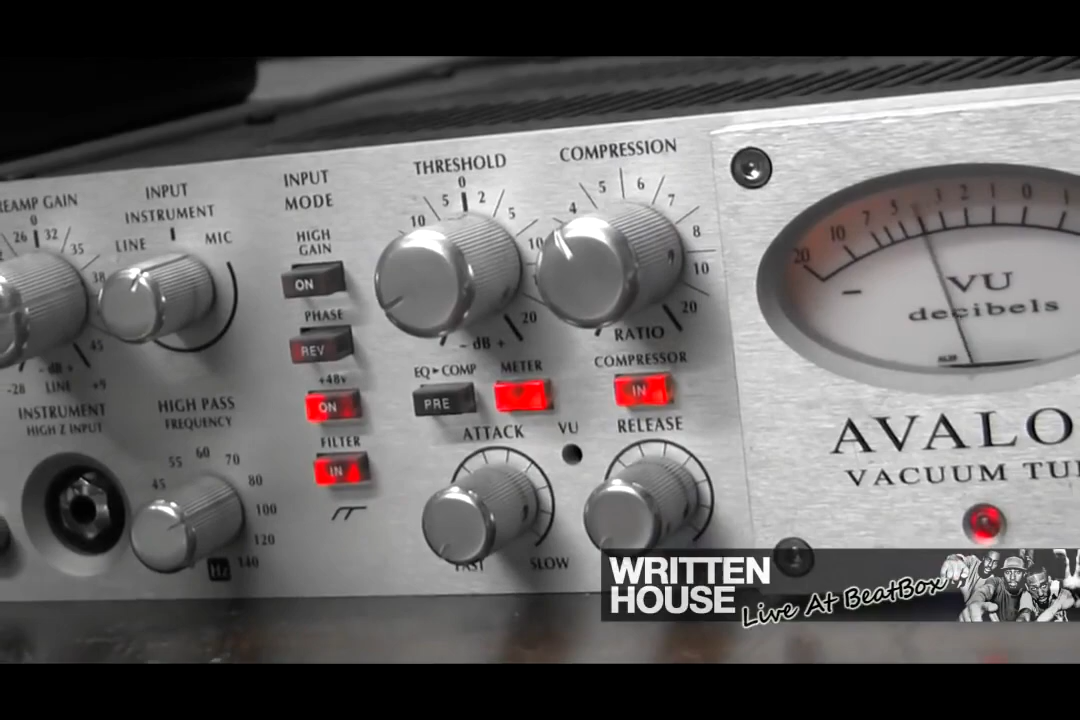 REAMP GAIN
0
26 32
35
38
45
- dB +
-28 LINE +9
INPUT
INSTRUMENT
LINE MIC
INSTRUMENT
HIGH Z INPUT
HIGH PASS
FREQUENCY
45 55 60 70 80 100 120 140
Hz
INPUT
MODE
HIGH
GAIN
ON
PHASE
REV
+48v
ON
FILTER
IN
THRESHOLD
10 5 0 2 5 10 20
- dB +
COMPRESSION
4 5 6 7 8 10 20
RATIO
EQ▸COMP
PRE
METER
COMPRESSOR
IN
ATTACK
VU
RELEASE
FAST SLOW
20 10 7 5 3 2 1 0 1
-
VU
decibels
AVALO
VACUUM TU
WRITTEN
HOUSE
Live At BeatBox